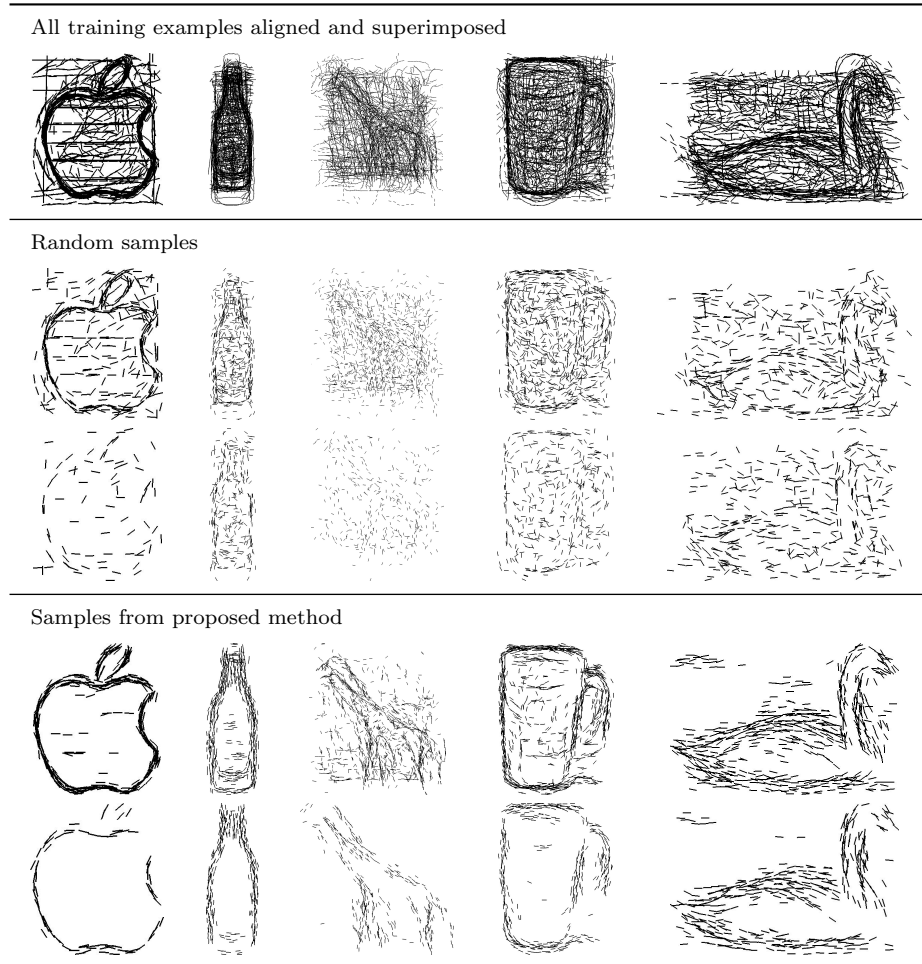 All training examples aligned and superimposed
Random samples
Samples from proposed method